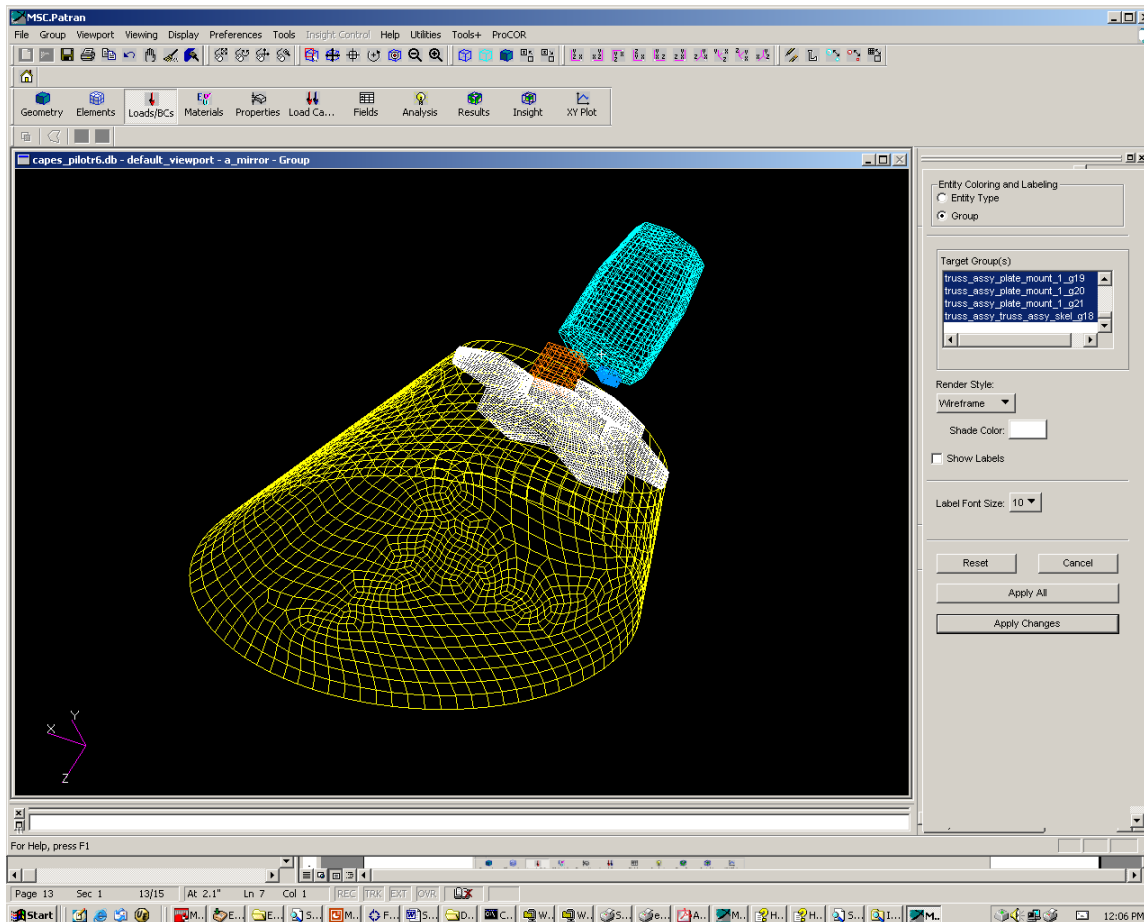 MSC.Patran
File Group Viewport Viewing Display Preferences Tools Insight Control Help Utilities Tools+ ProCOR
Geometry Elements Loads/BCs Materials Properties Load Ca... Fields Analysis Results Insight XY Plot
capes_pilotr6.db - default_viewport - a_mirror - Group
Entity Coloring and Labeling
Entity Type
Group
Target Group(s)
truss_assy_plate_mount_1_g19
truss_assy_plate_mount_1_g20
truss_assy_plate_mount_1_g21
truss_assy_truss_assy_skel_g18
Render Style:
Wireframe
Shade Color:
Show Labels
Label Font Size: 10
Reset Cancel
Apply All
Apply Changes
X Y
Z
For Help, press F1
Page 13 Sec 1 13/15 At 2.1" Ln 7 Col 1 REC TRK EXT OVR
Start M.. E... E... S... M... F... S... D... C... W... W... S... e... A... M... H... H... S... I... M.. 12:06 PM